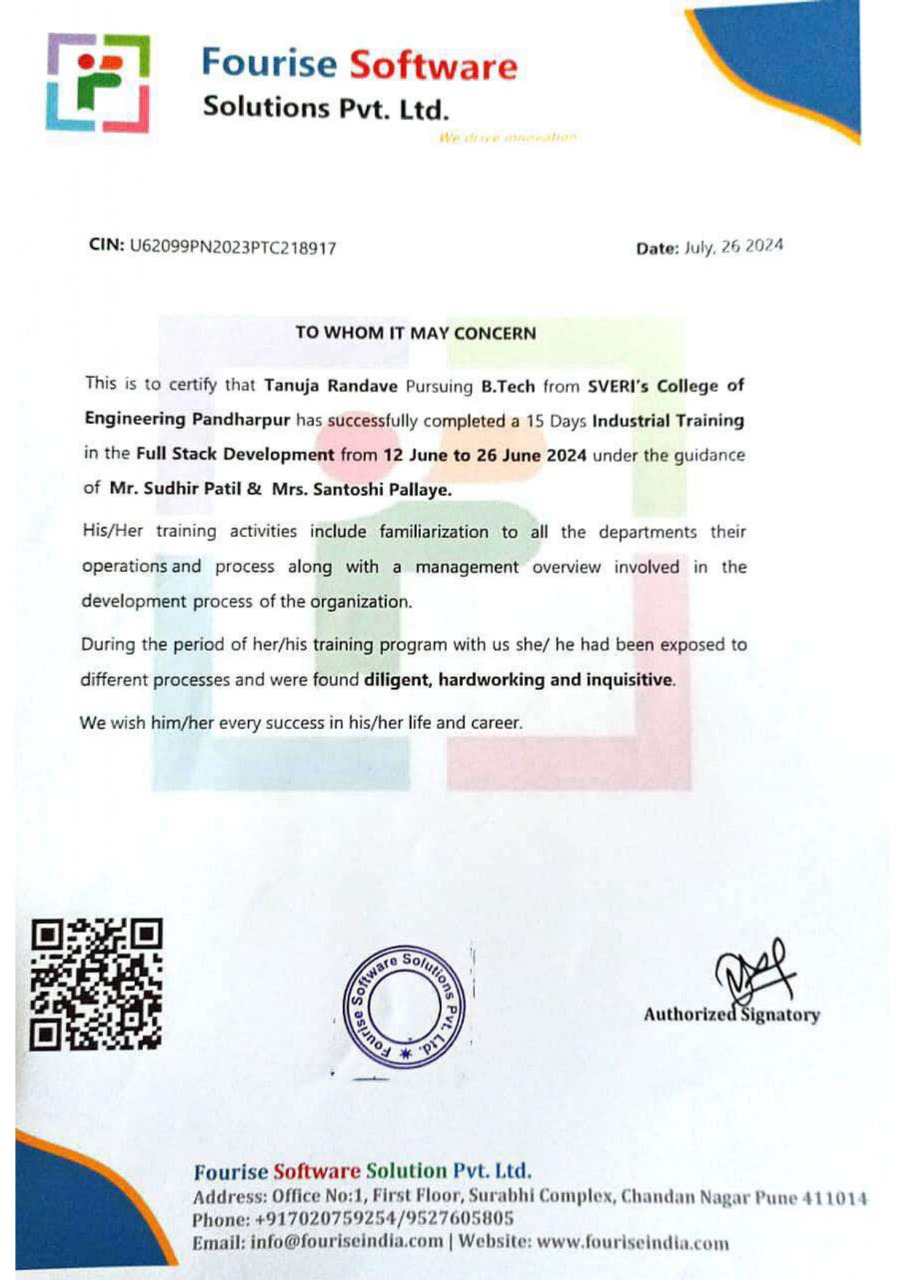 Fourise Software
Solutions Pvt. Ltd.
We drive innovation
CIN: U62099PN2023PTC218917
Date: July, 26 2024
TO WHOM IT MAY CONCERN
This is to certify that Tanuja Randave Pursuing B.Tech from SVERI's College of
Engineering Pandharpur has successfully completed a 15 Days Industrial Training
in the Full Stack Development from 12 June to 26 June 2024 under the guidance
of Mr. Sudhir Patil & Mrs. Santoshi Pallaye.
His/Her training activities include familiarization to all the departments their
operations and process along with a management overview involved in the
development process of the organization.
During the period of her/his training program with us she/ he had been exposed to
different processes and were found diligent, hardworking and inquisitive.
We wish him/her every success in his/her life and career.
Fourise Software Solutions Pvt. Ltd.
Authorized Signatory
Fourise Software Solution Pvt. Ltd.
Address: Office No:1, First Floor, Surabhi Complex, Chandan Nagar Pune 411014
Phone: +917020759254/9527605805
Email: info@fouriseindia.com | Website: www.fouriseindia.com